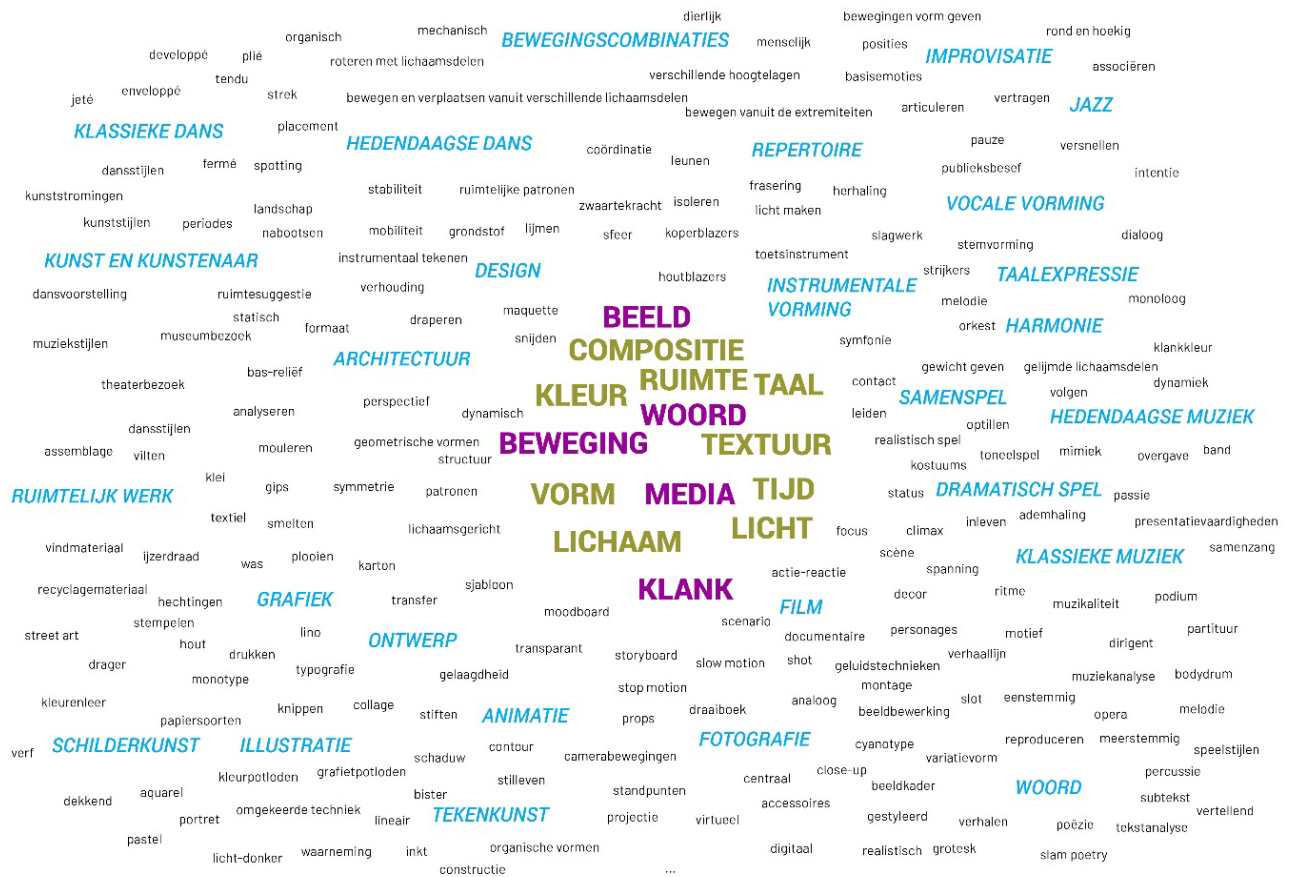 dierlijk
bewegingen vorm geven
organisch
mechanisch
BEWEGINGSCOMBINATIES
menselijk
posities
rond en hoekig
developpé
plié
roteren met lichaamsdelen
IMPROVISATIE
associëren
tendu
verschillende hoogtelagen
basisemoties
jeté
enveloppé
strek
bewegen en verplaatsen vanuit verschillende lichaamsdelen
bewegen vanuit de extremiteiten
articuleren
vertragen
JAZZ
KLASSIEKE DANS
placement
HEDENDAAGSE DANS
coördinatie
leunen
REPERTOIRE
pauze
versnellen
dansstijlen
fermé
spotting
publieksbesef
intentie
kunststromingen
stabiliteit
ruimtelijke patronen
zwaartekracht
isoleren
frasering
herhaling
licht maken
VOCALE VORMING
kunststijlen
periodes
landschap
nabootsen
mobiliteit
grondstof
lijmen
sfeer
koperblazers
slagwerk
stemvorming
dialoog
KUNST EN KUNSTENAAR
instrumentaal tekenen
DESIGN
houtblazers
toetsinstrument
strijkers
TAALEXPRESSIE
dansvoorstelling
ruimtesuggestie
verhouding
INSTRUMENTALE
VORMING
melodie
monoloog
statisch
formaat
draperen
maquette
BEELD
orkest
HARMONIE
muziekstijlen
museumbezoek
snijden
COMPOSITIE
symfonie
klankkleur
ARCHITECTUUR
bas-reliëf
gewicht geven
gelijmde lichaamsdelen
theaterbezoek
KLEUR
RUIMTE
TAAL
contact
dynamiek
analyseren
perspectief
dynamisch
WOORD
leiden
SAMENSPEL
volgen
HEDENDAAGSE MUZIEK
dansstijlen
optillen
assemblage
vilten
mouleren
geometrische vormen
structuur
BEWEGING
TEXTUUR
realistisch spel
kostuums
toneelspel
mimiek
overgave
band
klei
RUIMTELIJK WERK
gips
symmetrie
patronen
VORM
MEDIA
TIJD
status
DRAMATISCH SPEL
passie
textiel
smelten
lichaamsgericht
LICHAAM
LICHT
focus
climax
inleven
ademhaling
presentatievaardigheden
vindmateriaal
ijzerdraad
was
plooien
karton
scène
spanning
KLASSIEKE MUZIEK
samenzang
recyclagemateriaal
hechtingen
GRAFIEK
transfer
sjabloon
KLANK
actie-reactie
decor
ritme
muzikaliteit
podium
stempelen
moodboard
scenario
FILM
street art
hout
lino
ONTWERP
transparant
documentaire
personages
motief
dirigent
partituur
drager
drukken
storyboard
slow motion
shot
geluidstechnieken
verhaallijn
monotype
typografie
gelaagdheid
stop motion
montage
muziekanalyse
bodydrum
kleurenleer
knippen
collage
stiften
ANIMATIE
props
draaiboek
analoog
beeldbewerking
slot
eenstemmig
opera
melodie
papiersoorten
verf
SCHILDERKUNST
ILLUSTRATIE
schaduw
contour
camerabewegingen
FOTOGRAFIE
cyanotype
variatievorm
reproduceren
meerstemmig
speelstijlen
kleurpotloden
grafietpotloden
stilleven
centraal
close-up
percussie
dekkend
aquarel
bister
standpunten
accessoires
beeldkader
WOORD
subtekst
portret
omgekeerde techniek
lineair
TEKENKUNST
projectie
virtueel
gestyleerd
verhalen
poëzie
tekstanalyse
vertellend
pastel
licht-donker
waarneming
inkt
organische vormen
digitaal
realistisch
grotesk
slam poetry
constructie
...